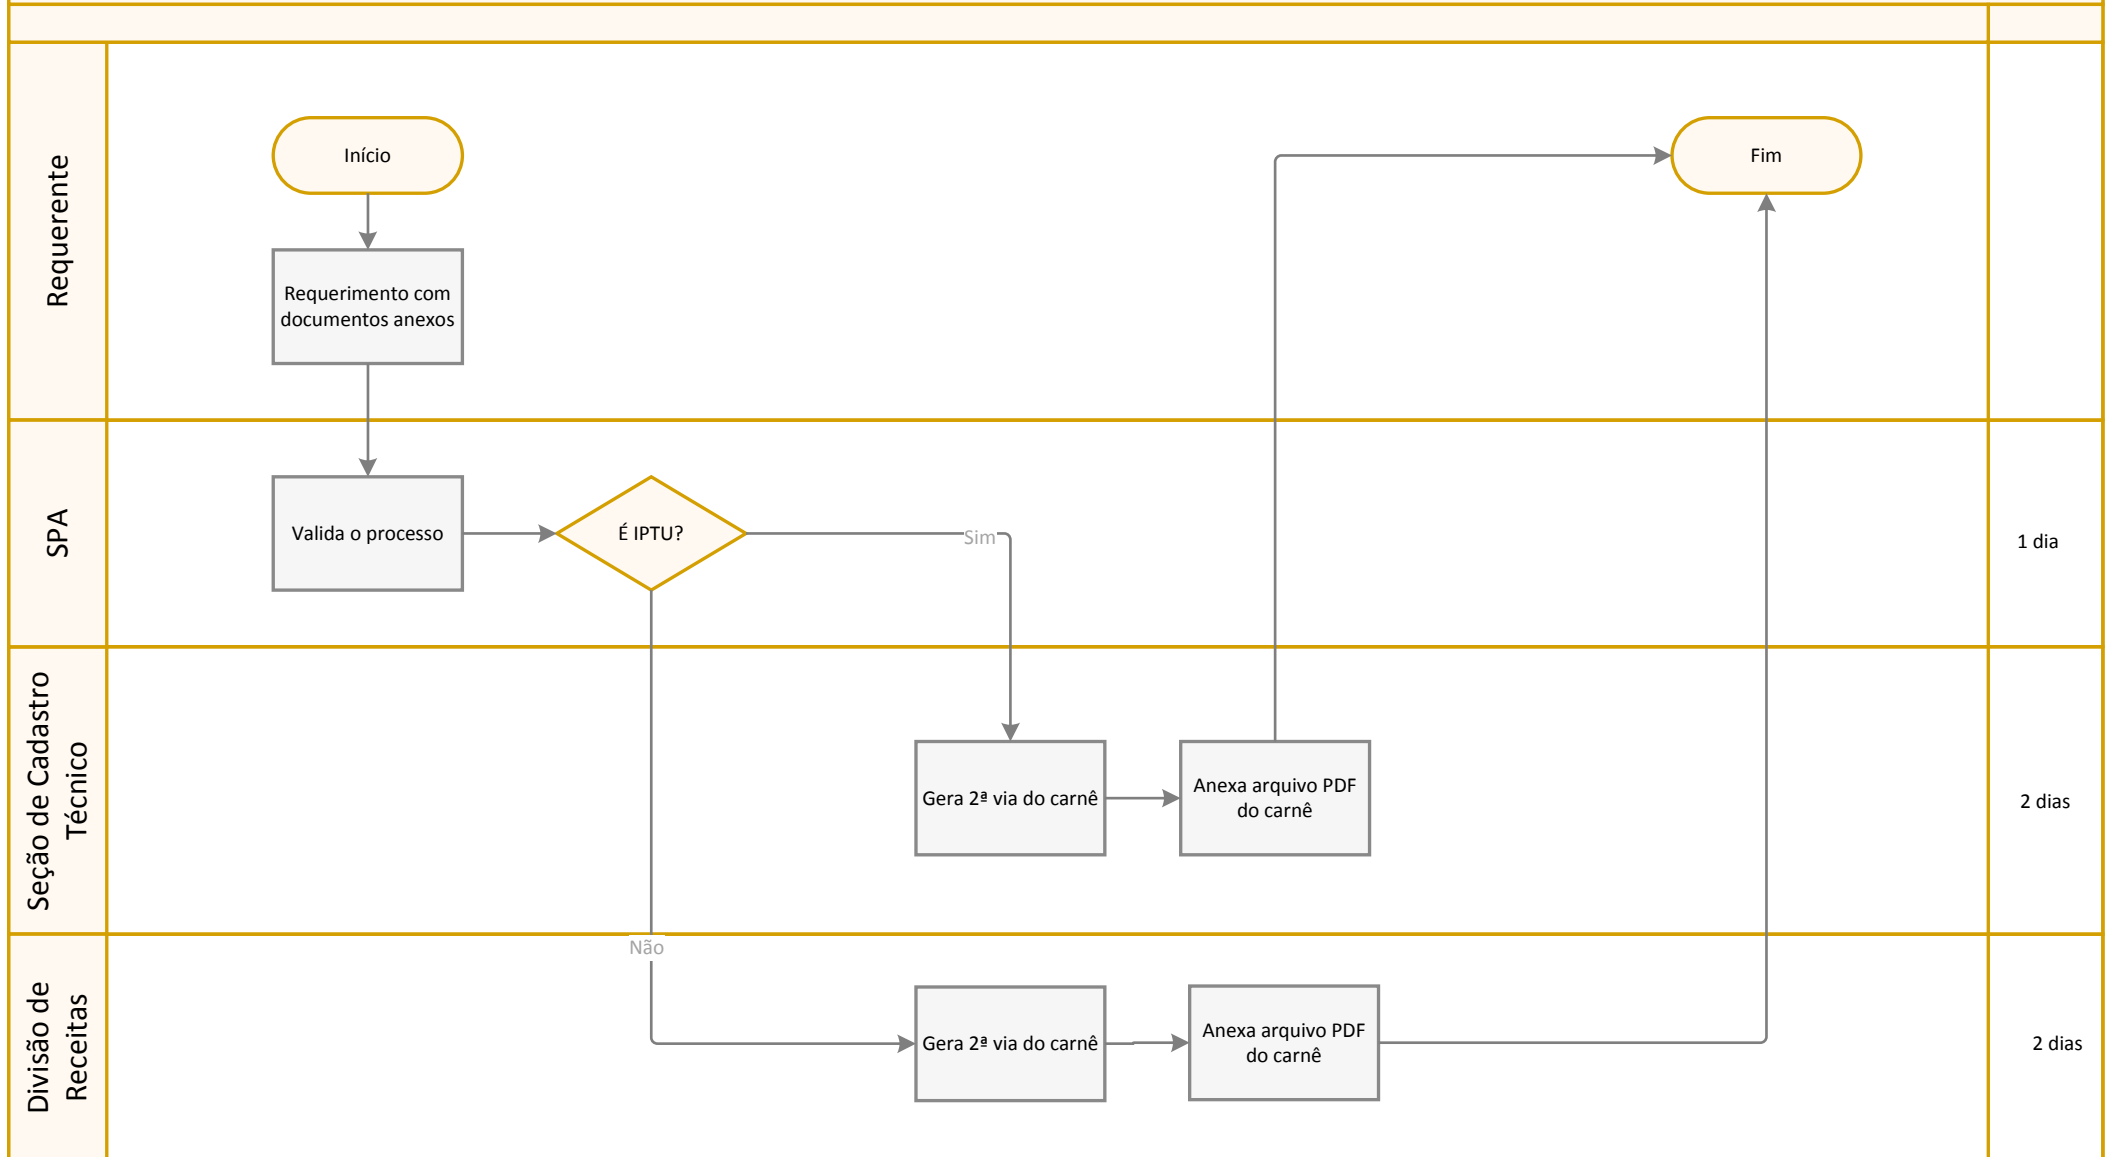 Requerente
Início
Fim
Requerimento com
documentos anexos
SPA
Valida o processo
É IPTU?
Sim
1 dia
Seção de Cadastro
Técnico
Gera 2ª via do carnê
Anexa arquivo PDF
do carnê
2 dias
Não
Divisão de
Receitas
Gera 2ª via do carnê
Anexa arquivo PDF
do carnê
2 dias